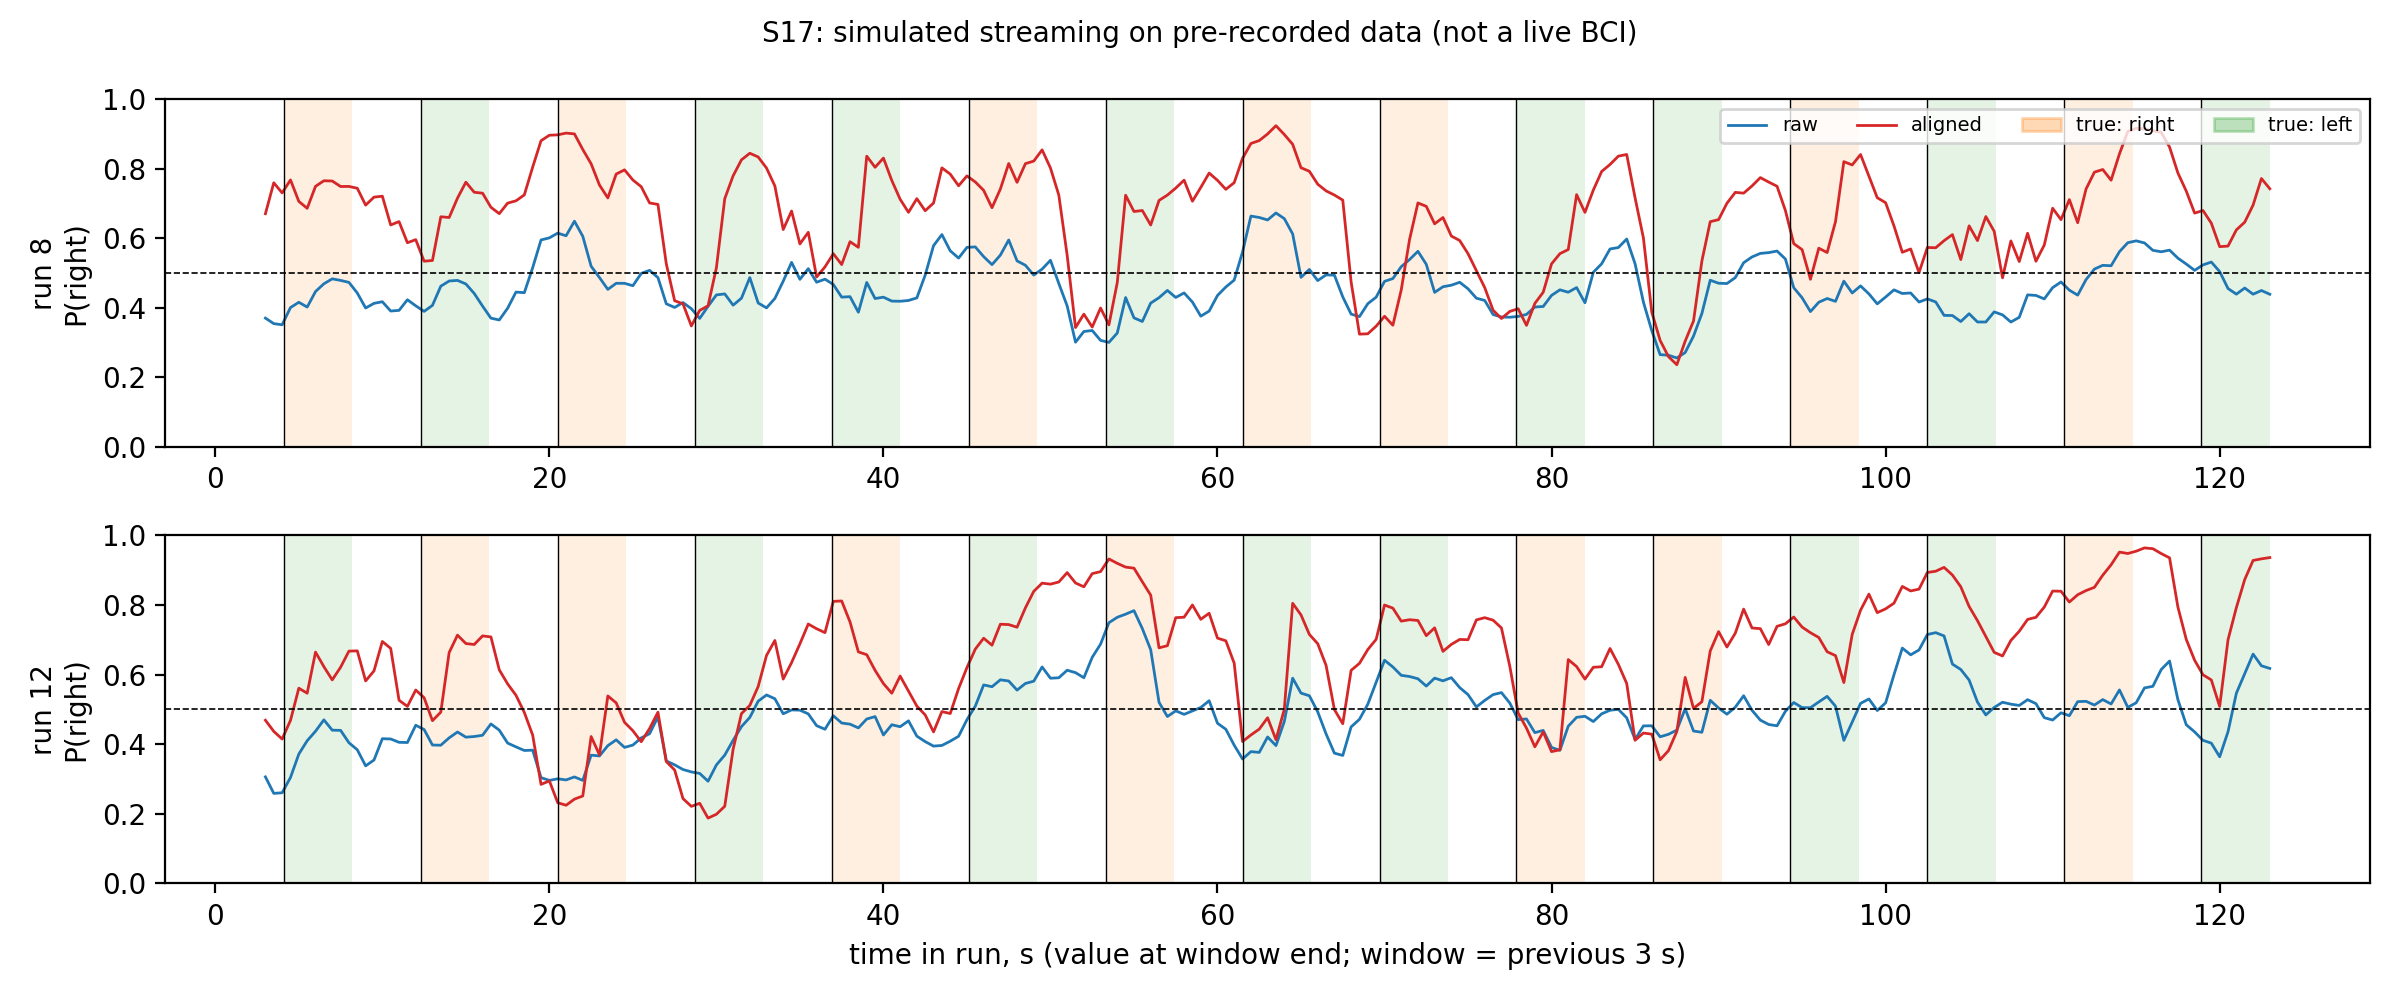 S17: simulated streaming on pre-recorded data (not a live BCI)
run 8
P(right)
1.0
0.8
0.6
0.4
0.2
0.0
raw
aligned
true: right
true: left
0 20 40 60 80 100 120
run 12
P(right)
1.0
0.8
0.6
0.4
0.2
0.0
0 20 40 60 80 100 120
time in run, s (value at window end; window = previous 3 s)